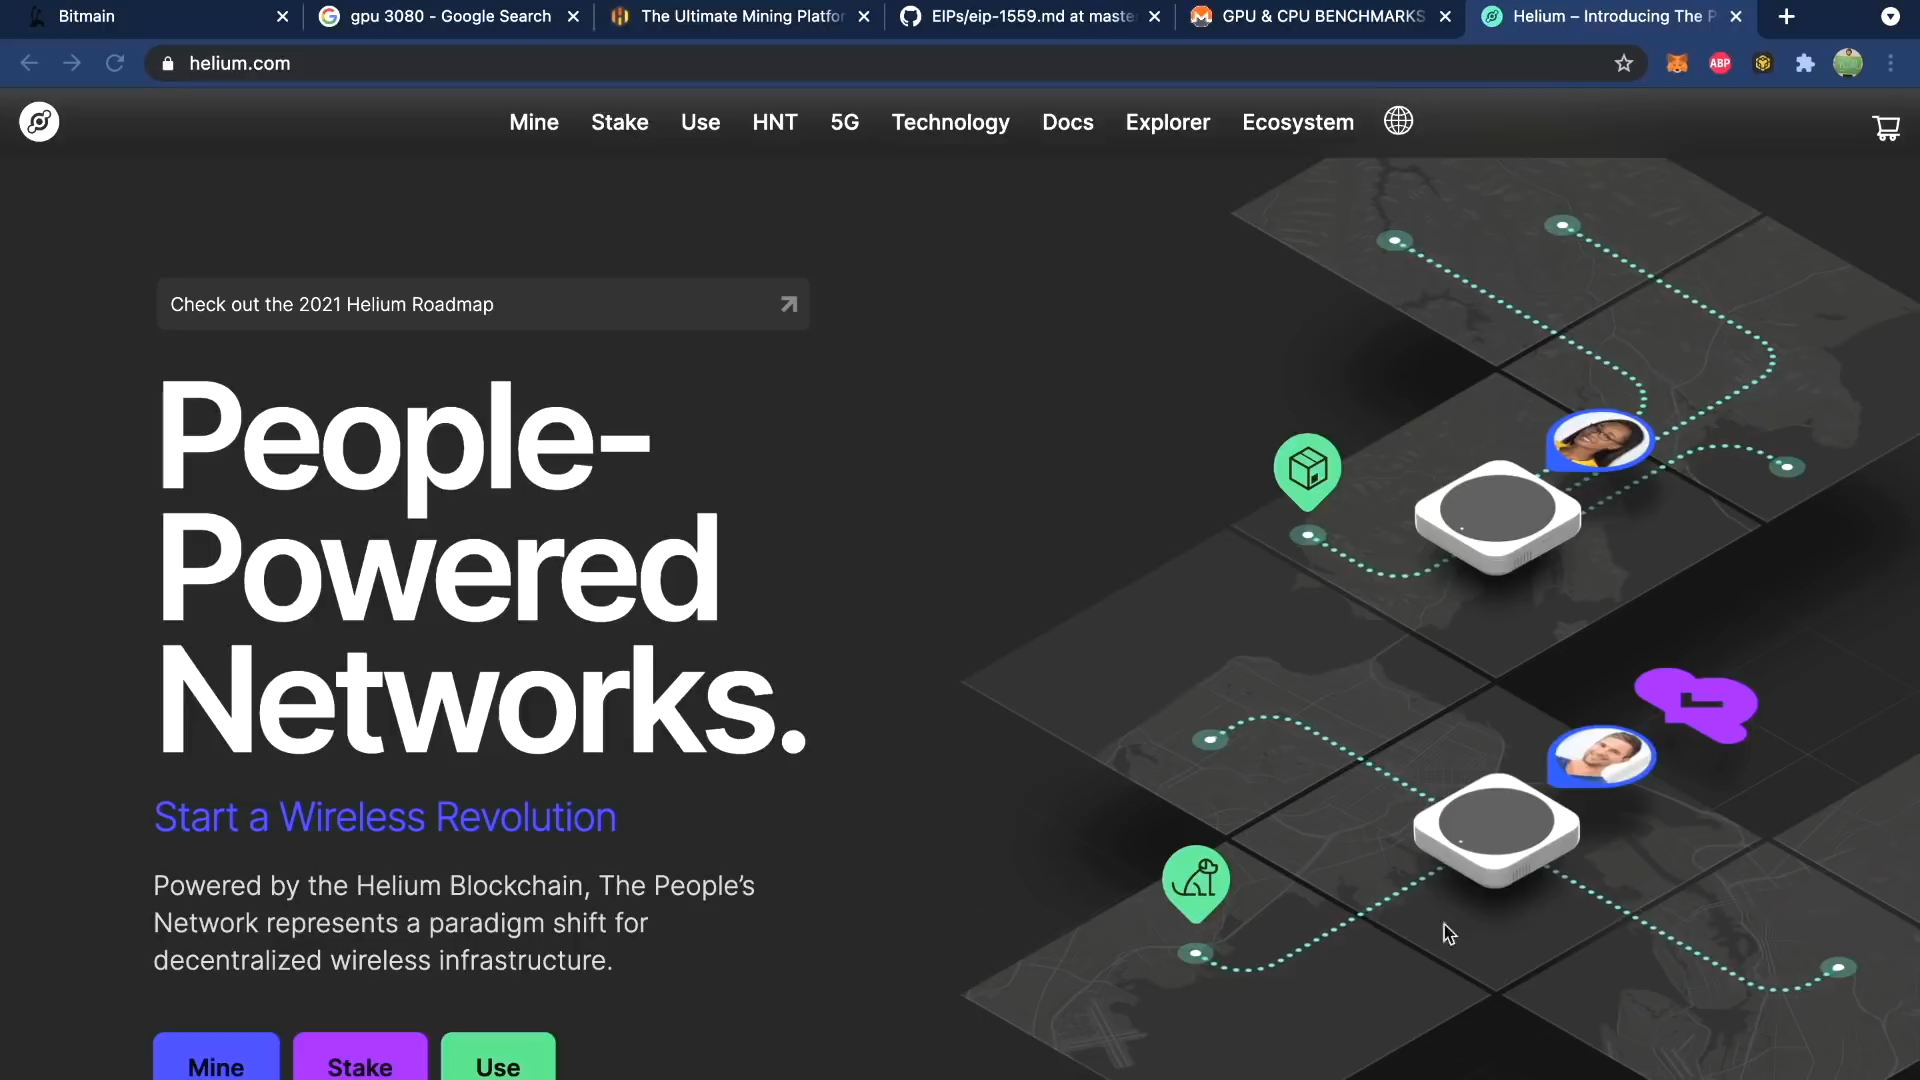 Bitmain
gpu 3080 - Google Search
The Ultimate Mining Platfor
EIPs/eip-1559.md at maste
GPU & CPU BENCHMARKS
Helium – Introducing The P
helium.com
ABP
Mine
Stake
Use
HNT
5G
Technology
Docs
Explorer
Ecosystem
Check out the 2021 Helium Roadmap
People-
Powered
Networks.
Start a Wireless Revolution
Powered by the Helium Blockchain, The People’s
Network represents a paradigm shift for
decentralized wireless infrastructure.
Mine
Stake
Use